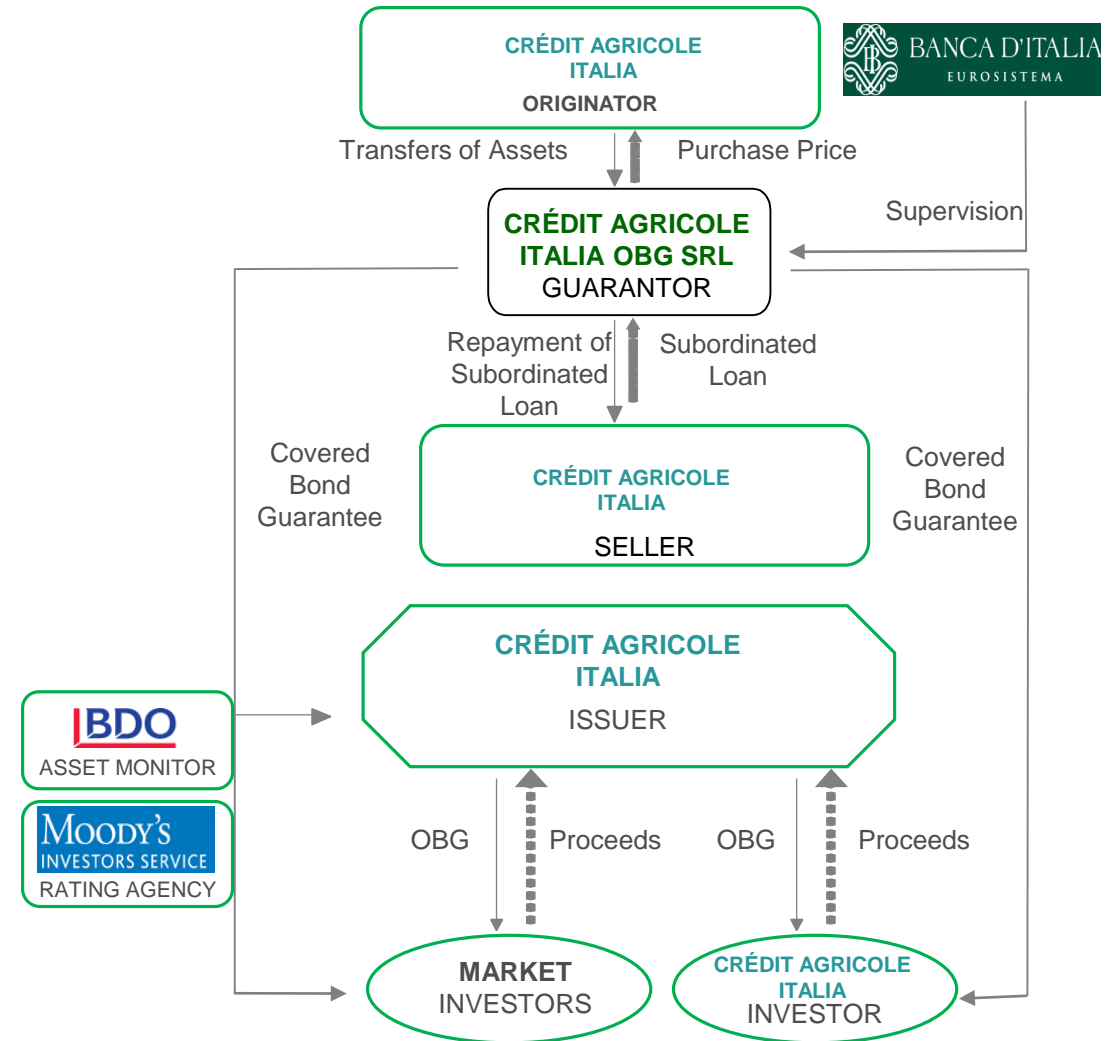 CRÉDIT AGRICOLE
ITALIA
ORIGINATOR
BANCA D'ITALIA
EUROSISTEMA
Transfers of Assets
Purchase Price
Supervision
CRÉDIT AGRICOLE
ITALIA OBG SRL
GUARANTOR
Repayment of
Subordinated
Loan
Subordinated
Loan
Covered
Bond
Guarantee
CRÉDIT AGRICOLE
ITALIA
SELLER
Covered
Bond
Guarantee
CRÉDIT AGRICOLE
ITALIA
ISSUER
BDO
ASSET MONITOR
MOODY'S
INVESTORS SERVICE
RATING AGENCY
OBG
Proceeds
OBG
Proceeds
MARKET
INVESTORS
CRÉDIT AGRICOLE
ITALIA
INVESTOR